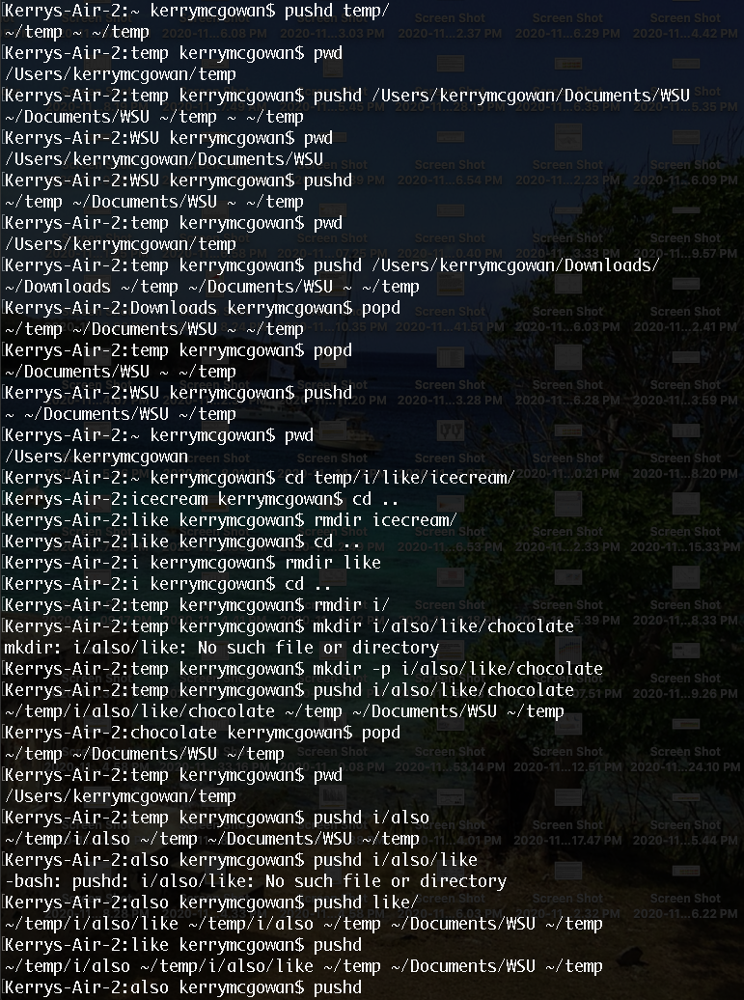 Kerrys-Air-2:~ kerrymcgowan$ pushd temp/
~/temp ~ ~/temp
Kerrys-Air-2:temp kerrymcgowan$ pwd
/Users/kerrymcgowan/temp
Kerrys-Air-2:temp kerrymcgowan$ pushd /Users/kerrymcgowan/Documents/WSU
~/Documents/WSU ~/temp ~ ~/temp
Kerrys-Air-2:WSU kerrymcgowan$ pwd
/Users/kerrymcgowan/Documents/WSU
Kerrys-Air-2:WSU kerrymcgowan$ pushd
~/temp ~/Documents/WSU ~ ~/temp
Kerrys-Air-2:temp kerrymcgowan$ pwd
/Users/kerrymcgowan/temp
Kerrys-Air-2:temp kerrymcgowan$ pushd /Users/kerrymcgowan/Downloads/
~/Downloads ~/temp ~/Documents/WSU ~ ~/temp
Kerrys-Air-2:Downloads kerrymcgowan$ popd
~/temp ~/Documents/WSU ~ ~/temp
Kerrys-Air-2:temp kerrymcgowan$ popd
~/Documents/WSU ~ ~/temp
Kerrys-Air-2:WSU kerrymcgowan$ pushd
~ ~/Documents/WSU ~/temp
Kerrys-Air-2:~ kerrymcgowan$ pwd
/Users/kerrymcgowan
Kerrys-Air-2:~ kerrymcgowan$ cd temp/i/like/icecream/
Kerrys-Air-2:icecream kerrymcgowan$ cd ..
Kerrys-Air-2:like kerrymcgowan$ rmdir icecream/
Kerrys-Air-2:like kerrymcgowan$ cd ..
Kerrys-Air-2:i kerrymcgowan$ rmdir like
Kerrys-Air-2:i kerrymcgowan$ cd ..
Kerrys-Air-2:temp kerrymcgowan$ rmdir i/
Kerrys-Air-2:temp kerrymcgowan$ mkdir i/also/like/chocolate
mkdir: i/also/like: No such file or directory
Kerrys-Air-2:temp kerrymcgowan$ mkdir -p i/also/like/chocolate
Kerrys-Air-2:temp kerrymcgowan$ pushd i/also/like/chocolate
~/temp/i/also/like/chocolate ~/temp ~/Documents/WSU ~/temp
Kerrys-Air-2:chocolate kerrymcgowan$ popd
~/temp ~/Documents/WSU ~/temp
Kerrys-Air-2:temp kerrymcgowan$ pwd
/Users/kerrymcgowan/temp
Kerrys-Air-2:temp kerrymcgowan$ pushd i/also
~/temp/i/also ~/temp ~/Documents/WSU ~/temp
Kerrys-Air-2:also kerrymcgowan$ pushd i/also/like
-bash: pushd: i/also/like: No such file or directory
Kerrys-Air-2:also kerrymcgowan$ pushd like/
~/temp/i/also/like ~/temp/i/also ~/temp ~/Documents/WSU ~/temp
Kerrys-Air-2:like kerrymcgowan$ pushd
~/temp/i/also ~/temp/i/also/like ~/temp ~/Documents/WSU ~/temp
Kerrys-Air-2:also kerrymcgowan$ pushd